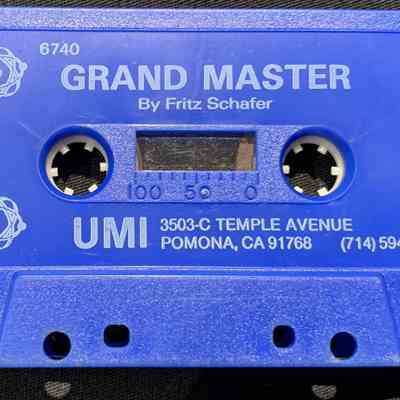 6740
GRAND MASTER
By Fritz Schafer
100 50 0
UMI 3503-C TEMPLE AVENUE
POMONA, CA 91768 (714) 594